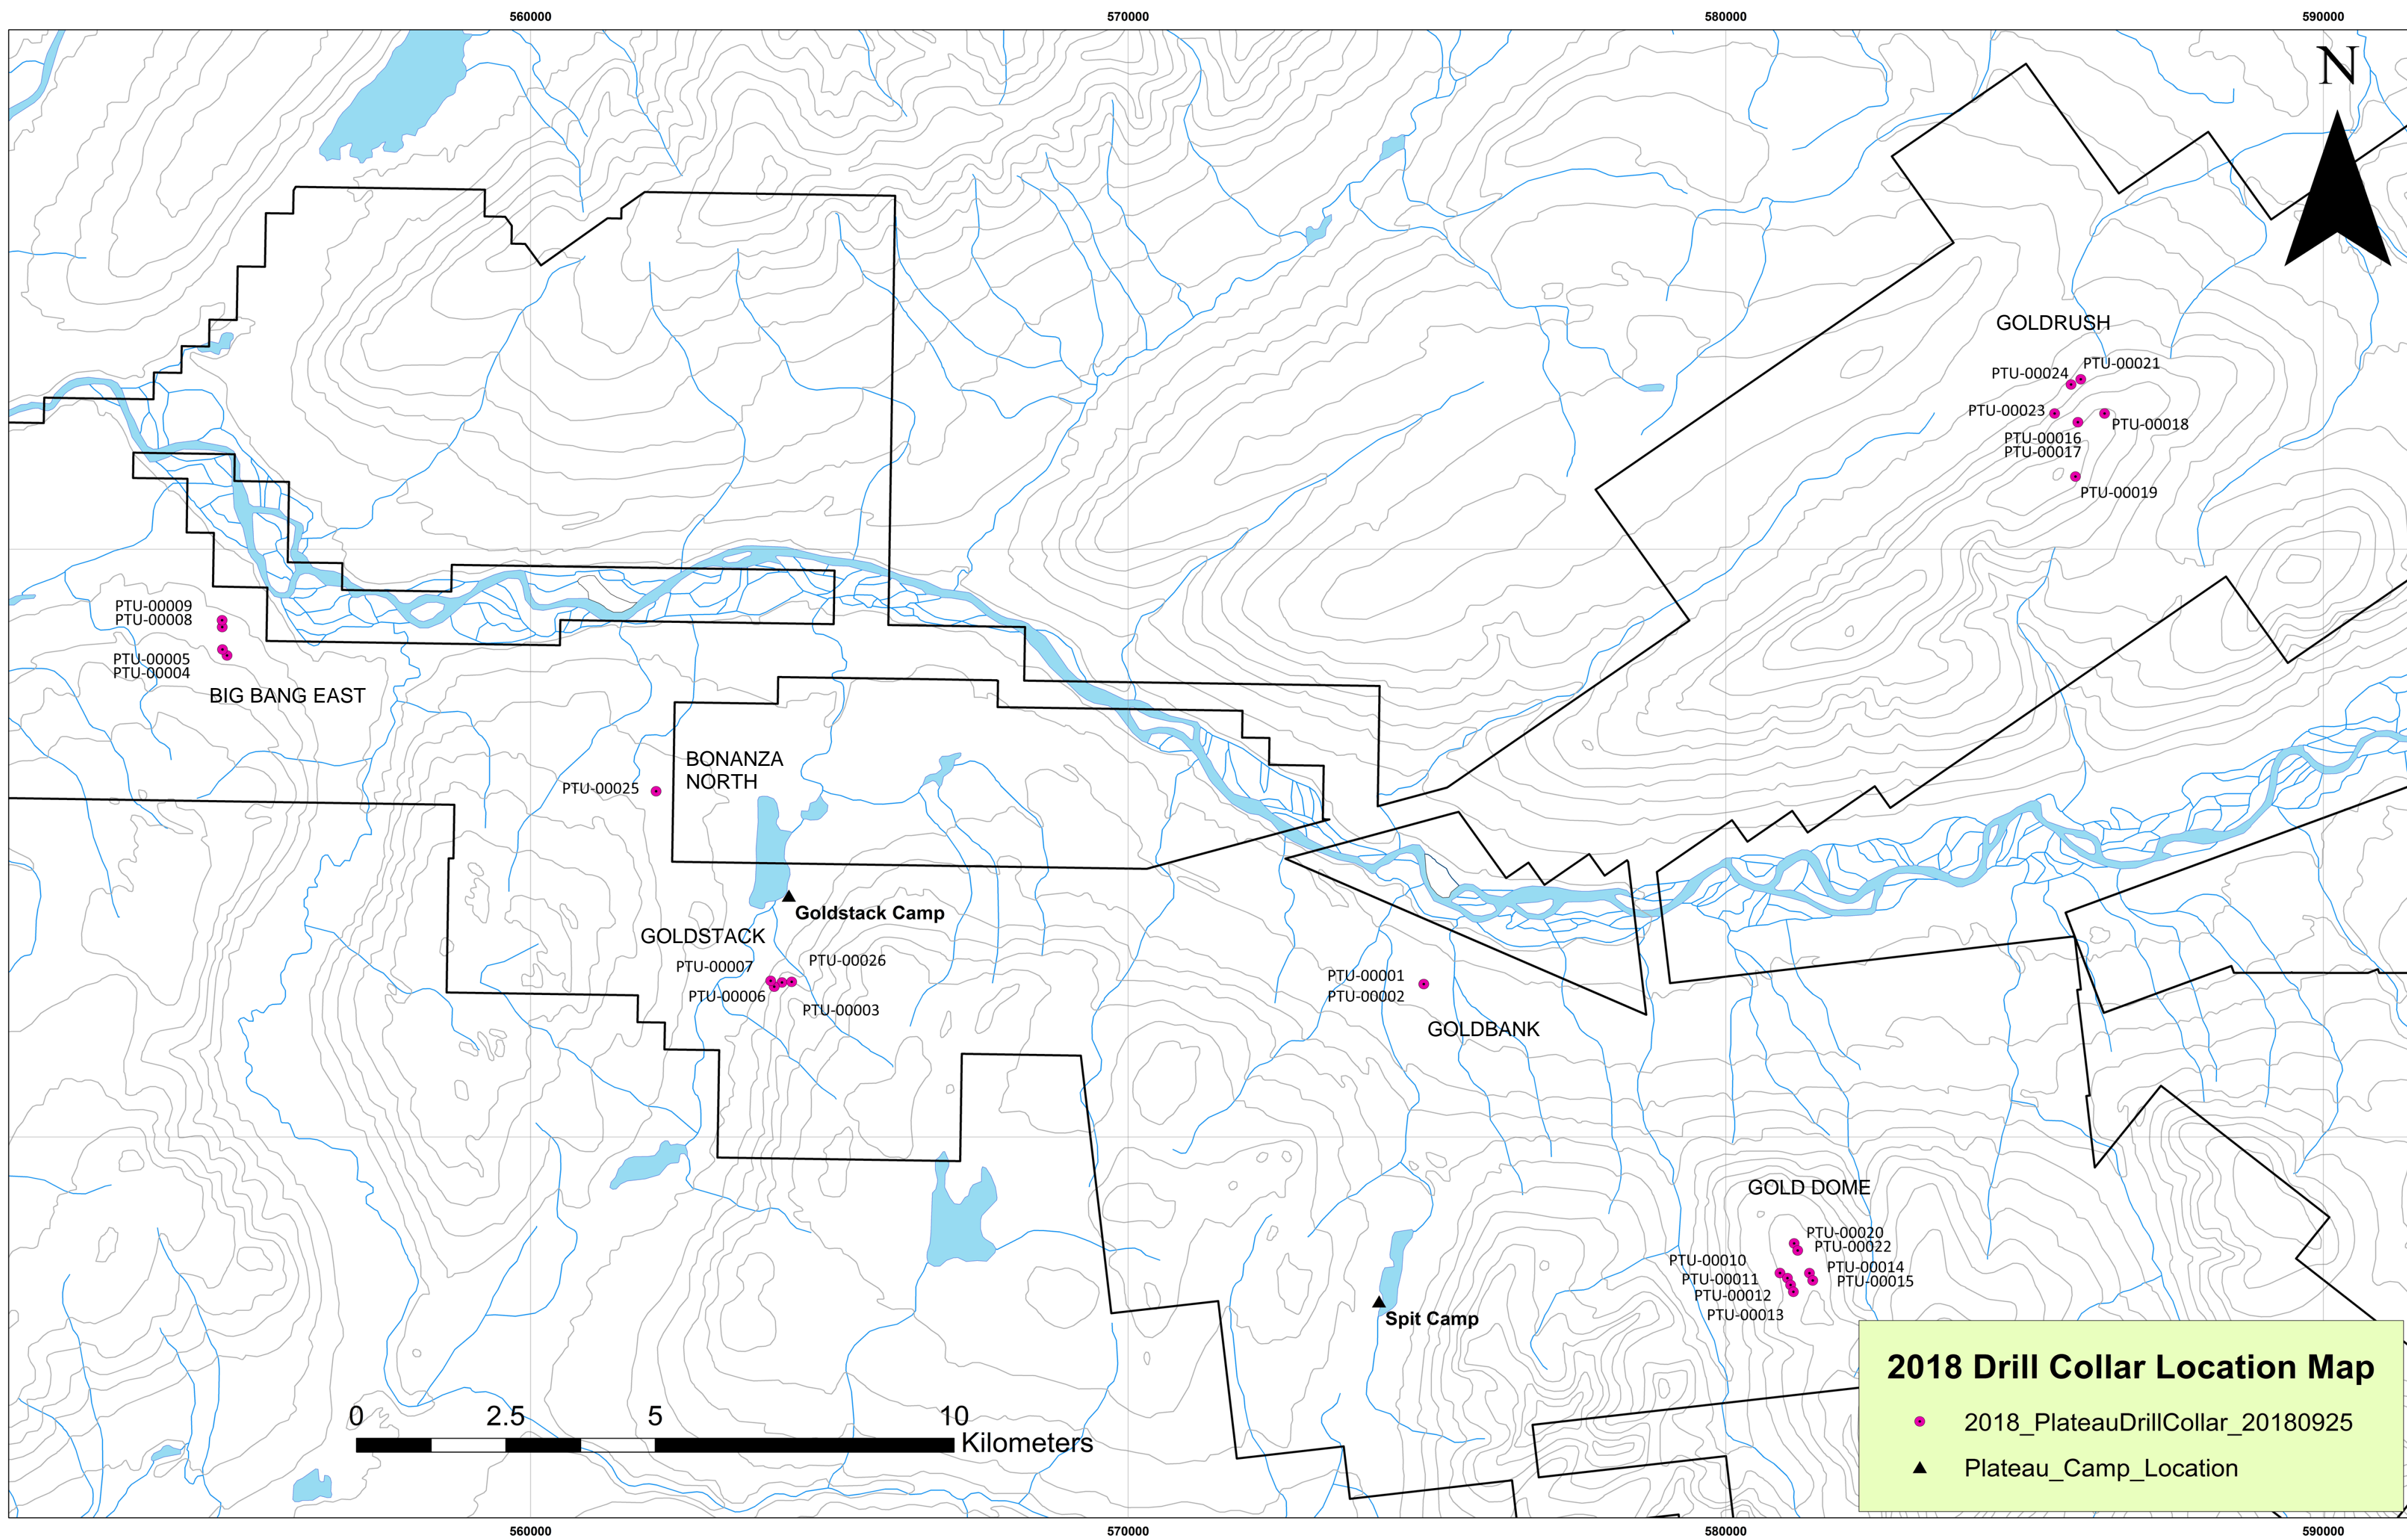 560000
570000
580000
590000
N
GOLDRUSH
PTU-00021
PTU-00024
PTU-00023
PTU-00018
PTU-00016
PTU-00017
PTU-00019
PTU-00009
PTU-00008
PTU-00005
PTU-00004
BIG BANG EAST
BONANZA
NORTH
PTU-00025
Goldstack Camp
GOLDSTACK
PTU-00007
PTU-00026
PTU-00006
PTU-00003
PTU-00001
PTU-00002
GOLDBANK
GOLD DOME
PTU-00020
PTU-00022
PTU-00010
PTU-00014
PTU-00011
PTU-00015
PTU-00012
PTU-00013
Spit Camp
2018 Drill Collar Location Map
2018_PlateauDrillCollar_20180925
Plateau_Camp_Location
0 2.5 5 10
Kilometers
560000
570000
580000
590000